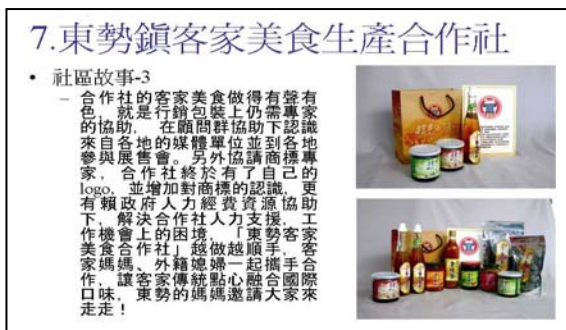 7.東勢鎮客家美食生產合作社
• 社區故事-3
– 合作社的客家美食做得有聲有
色，就是行銷包裝上仍需專家
的協助， 在顧問群協助下認識
來自各地的媒體單位並到各地
參與展售會。另外協請商標專
家，合作社終於有了自己的
logo，並增加對商標的認識，更
有賴政府人力經費資源協助
下，解決合作社人力支援，工
作機會上的困境，「東勢客家
美食合作社」越做越順手，客
家媽媽、外籍媳婦一起攜手合
作，讓客家傳統點心融合國際
口味，東勢的媽媽邀請大家來
走走！